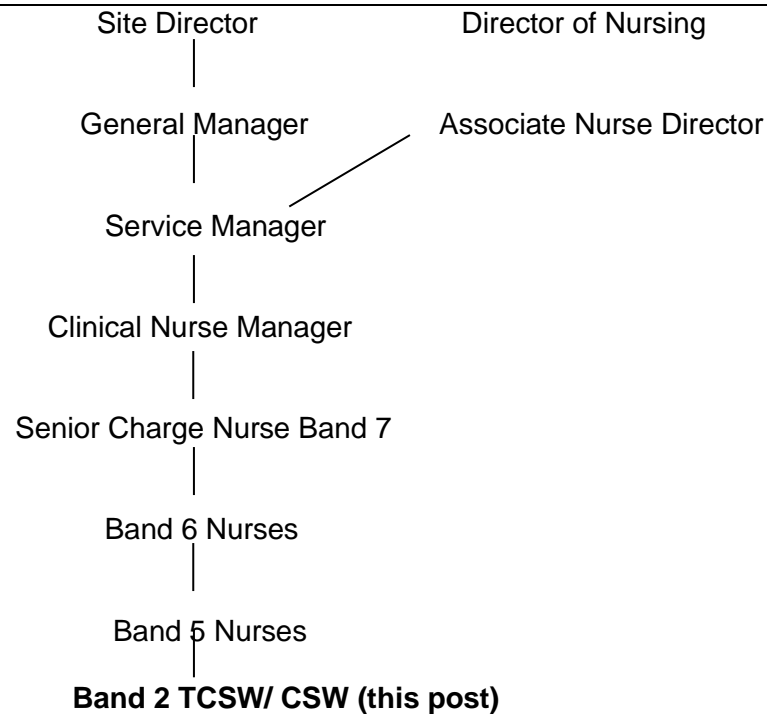 Site Director Director of Nursing
General Manager Associate Nurse Director
Service Manager
Clinical Nurse Manager
Senior Charge Nurse Band 7
Band 6 Nurses
Band 5 Nurses
Band 2 TCSW/ CSW (this post)